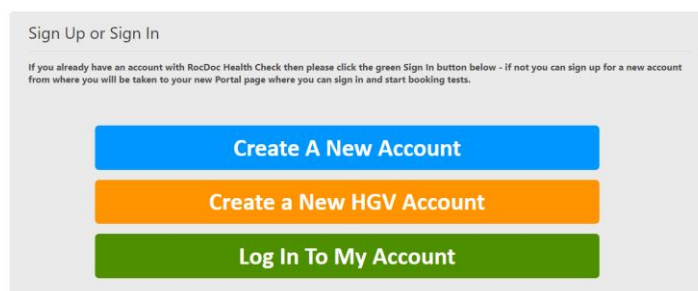 Sign Up or Sign In
If you already have an account with RocDoc Health Check then please click the green Sign In button below - if not you can sign up for a new account
from where you will be taken to your new Portal page where you can sign in and start booking tests.
Create A New Account
Create a New HGV Account
Log In To My Account